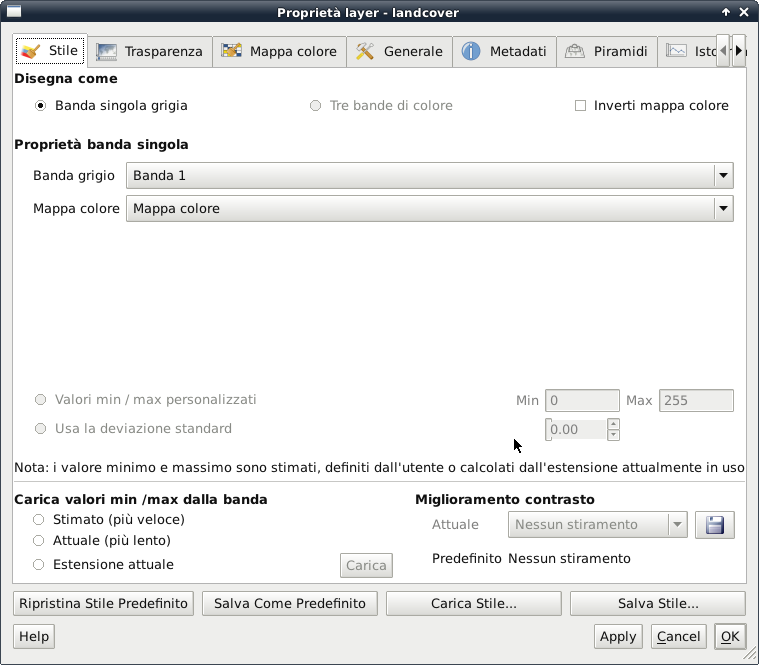 Proprietà layer - landcover
Stile Trasparenza Mappa colore Generale Metadati Piramidi
Disegna come
Banda singola grigia Tre bande di colore Inverti mappa colore
Proprietà banda singola
Banda grigio Banda 1
Mappa colore Mappa colore
Valori min / max personalizzati Min 0 Max 255
Usa la deviazione standard 0.00
Nota: i valore minimo e massimo sono stimati, definiti dall'utente o calcolati dall'estensione attualmente in uso
Carica valori min /max dalla banda Miglioramento contrasto
Stimato (più veloce)
Attuale Nessun stiramento
Attuale (più lento)
Predefinito Nessun stiramento
Estensione attuale Carica
Ripristina Stile Predefinito Salva Come Predefinito Carica Stile... Salva Stile...
Help Apply Cancel OK